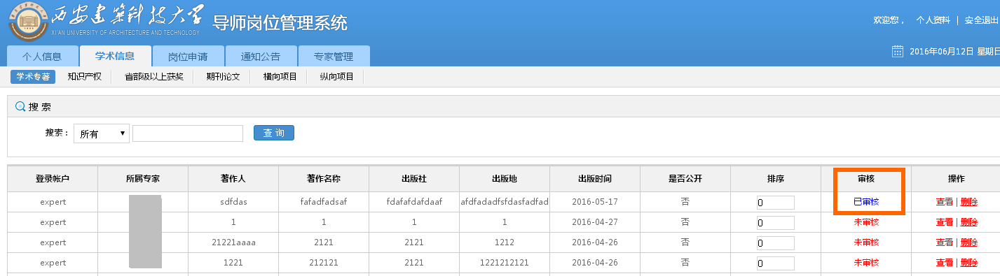 西安建筑科技大学
XI'AN UNIVERSITY OF ARCHITECTURE AND TECHNOLOGY
导师岗位管理系统
欢迎您， 个人资料 | 安全退出
个人信息 学术信息 岗位申请 通知公告 专家管理
2016年06月12日 星期日
学术专著 知识产权 省部级以上获奖 期刊论文 横向项目 纵向项目
搜 索
搜索： 所有 查 询
登录帐户 所属专家 著作人 著作名称 出版社 出版地 出版时间 是否公开 排序 审核 操作
expert sdfdas fafadfadsaf fdafafdafdaaf afdfadadfsfdasfadfad 2016-05-17 否 0 已审核 查看 | 删除
expert 1 1 1 1 2016-04-27 否 0 未审核 查看 | 删除
expert 21221aaaa 2121 2121 1212 2016-04-26 否 0 未审核 查看 | 删除
expert 1221 212121 2121 1221212121 2016-04-26 否 0 未审核 查看 | 删除